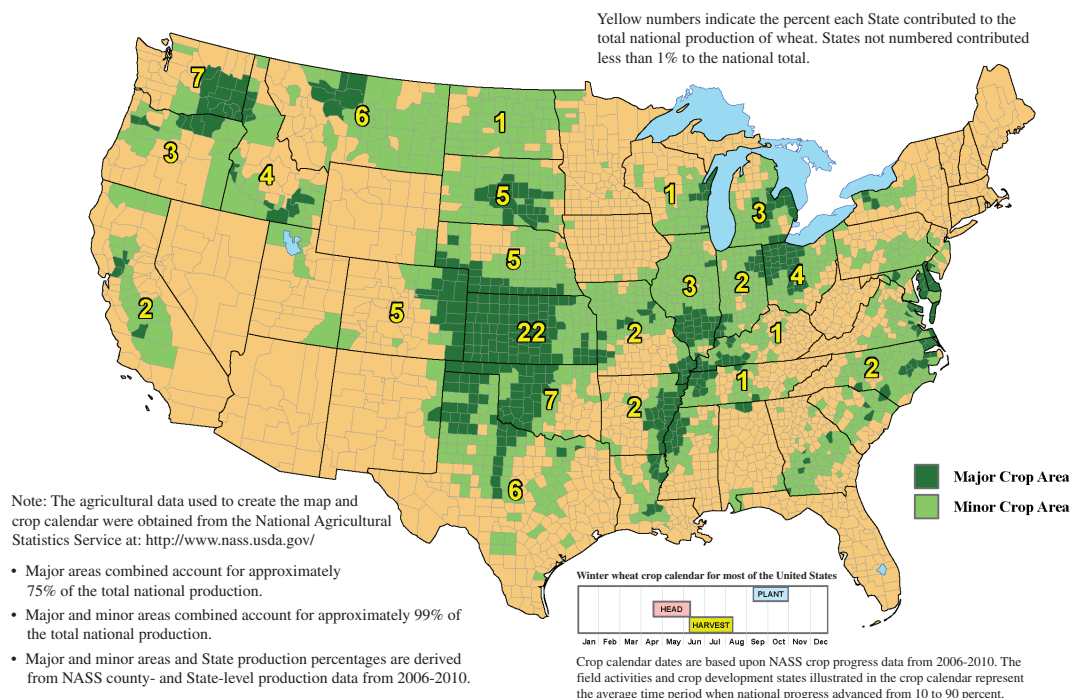 Yellow numbers indicate the percent each State contributed to the
total national production of wheat. States not numbered contributed
less than 1% to the national total.
7
6
1
3
4
5
1
3
5
3
2
4
2
5
22
2
1
7
2
1
2
6
Major Crop Area
Minor Crop Area
Note: The agricultural data used to create the map and
crop calendar were obtained from the National Agricultural
Statistics Service at: http://www.nass.usda.gov/
• Major areas combined account for approximately
75% of the total national production.
• Major and minor areas combined account for approximately 99% of
the total national production.
• Major and minor areas and State production percentages are derived
from NASS county- and State-level production data from 2006-2010.
Winter wheat crop calendar for most of the United States
PLANT
HEAD
HARVEST
Jan Feb Mar Apr May Jun Jul Aug Sep Oct Nov Dec
Crop calendar dates are based upon NASS crop progress data from 2006-2010. The
field activities and crop development states illustrated in the crop calendar represent
the average time period when national progress advanced from 10 to 90 percent.